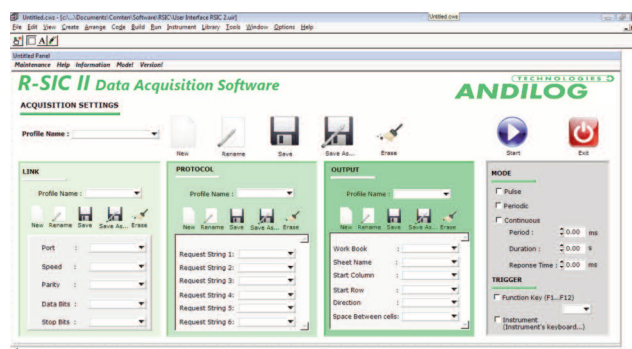 Untitled.cws - [c:\...\Documents\Comten\Software\RSIC\User Interface RSIC 2.uir]
Untitled.cws
File Edit View Create Arrange Code Build Run Instrument Library Tools Window Options Help
Untitled Panel
Maintenance Help Information Model Version!
R-SIC II Data Acquisition Software
TECHNOLOGIES
ANDILOG
ACQUISITION SETTINGS
Profile Name :
New Rename Save Save As... Erase Start Exit
LINK
Profile Name :
New Rename Save Save As... Erase
Port :
Speed :
Parity :
Data Bits :
Stop Bits :
PROTOCOL
Profile Name :
New Rename Save Save As... Erase
Request String 1:
Request String 2:
Request String 3:
Request String 4:
Request String 5:
Request String 6:
OUTPUT
Profile Name :
New Rename Save Save As... Erase
Work Book :
Sheet Name :
Start Column :
Start Row :
Direction :
Space Between cells:
MODE
Pulse
Periodic
Continuous
Period : 0.00 ms
Duration : 0.00 s
Reponse Time : 0.00 ms
TRIGGER
Function Key (F1...F12)
Instrument
(Instrument's keyboard...)